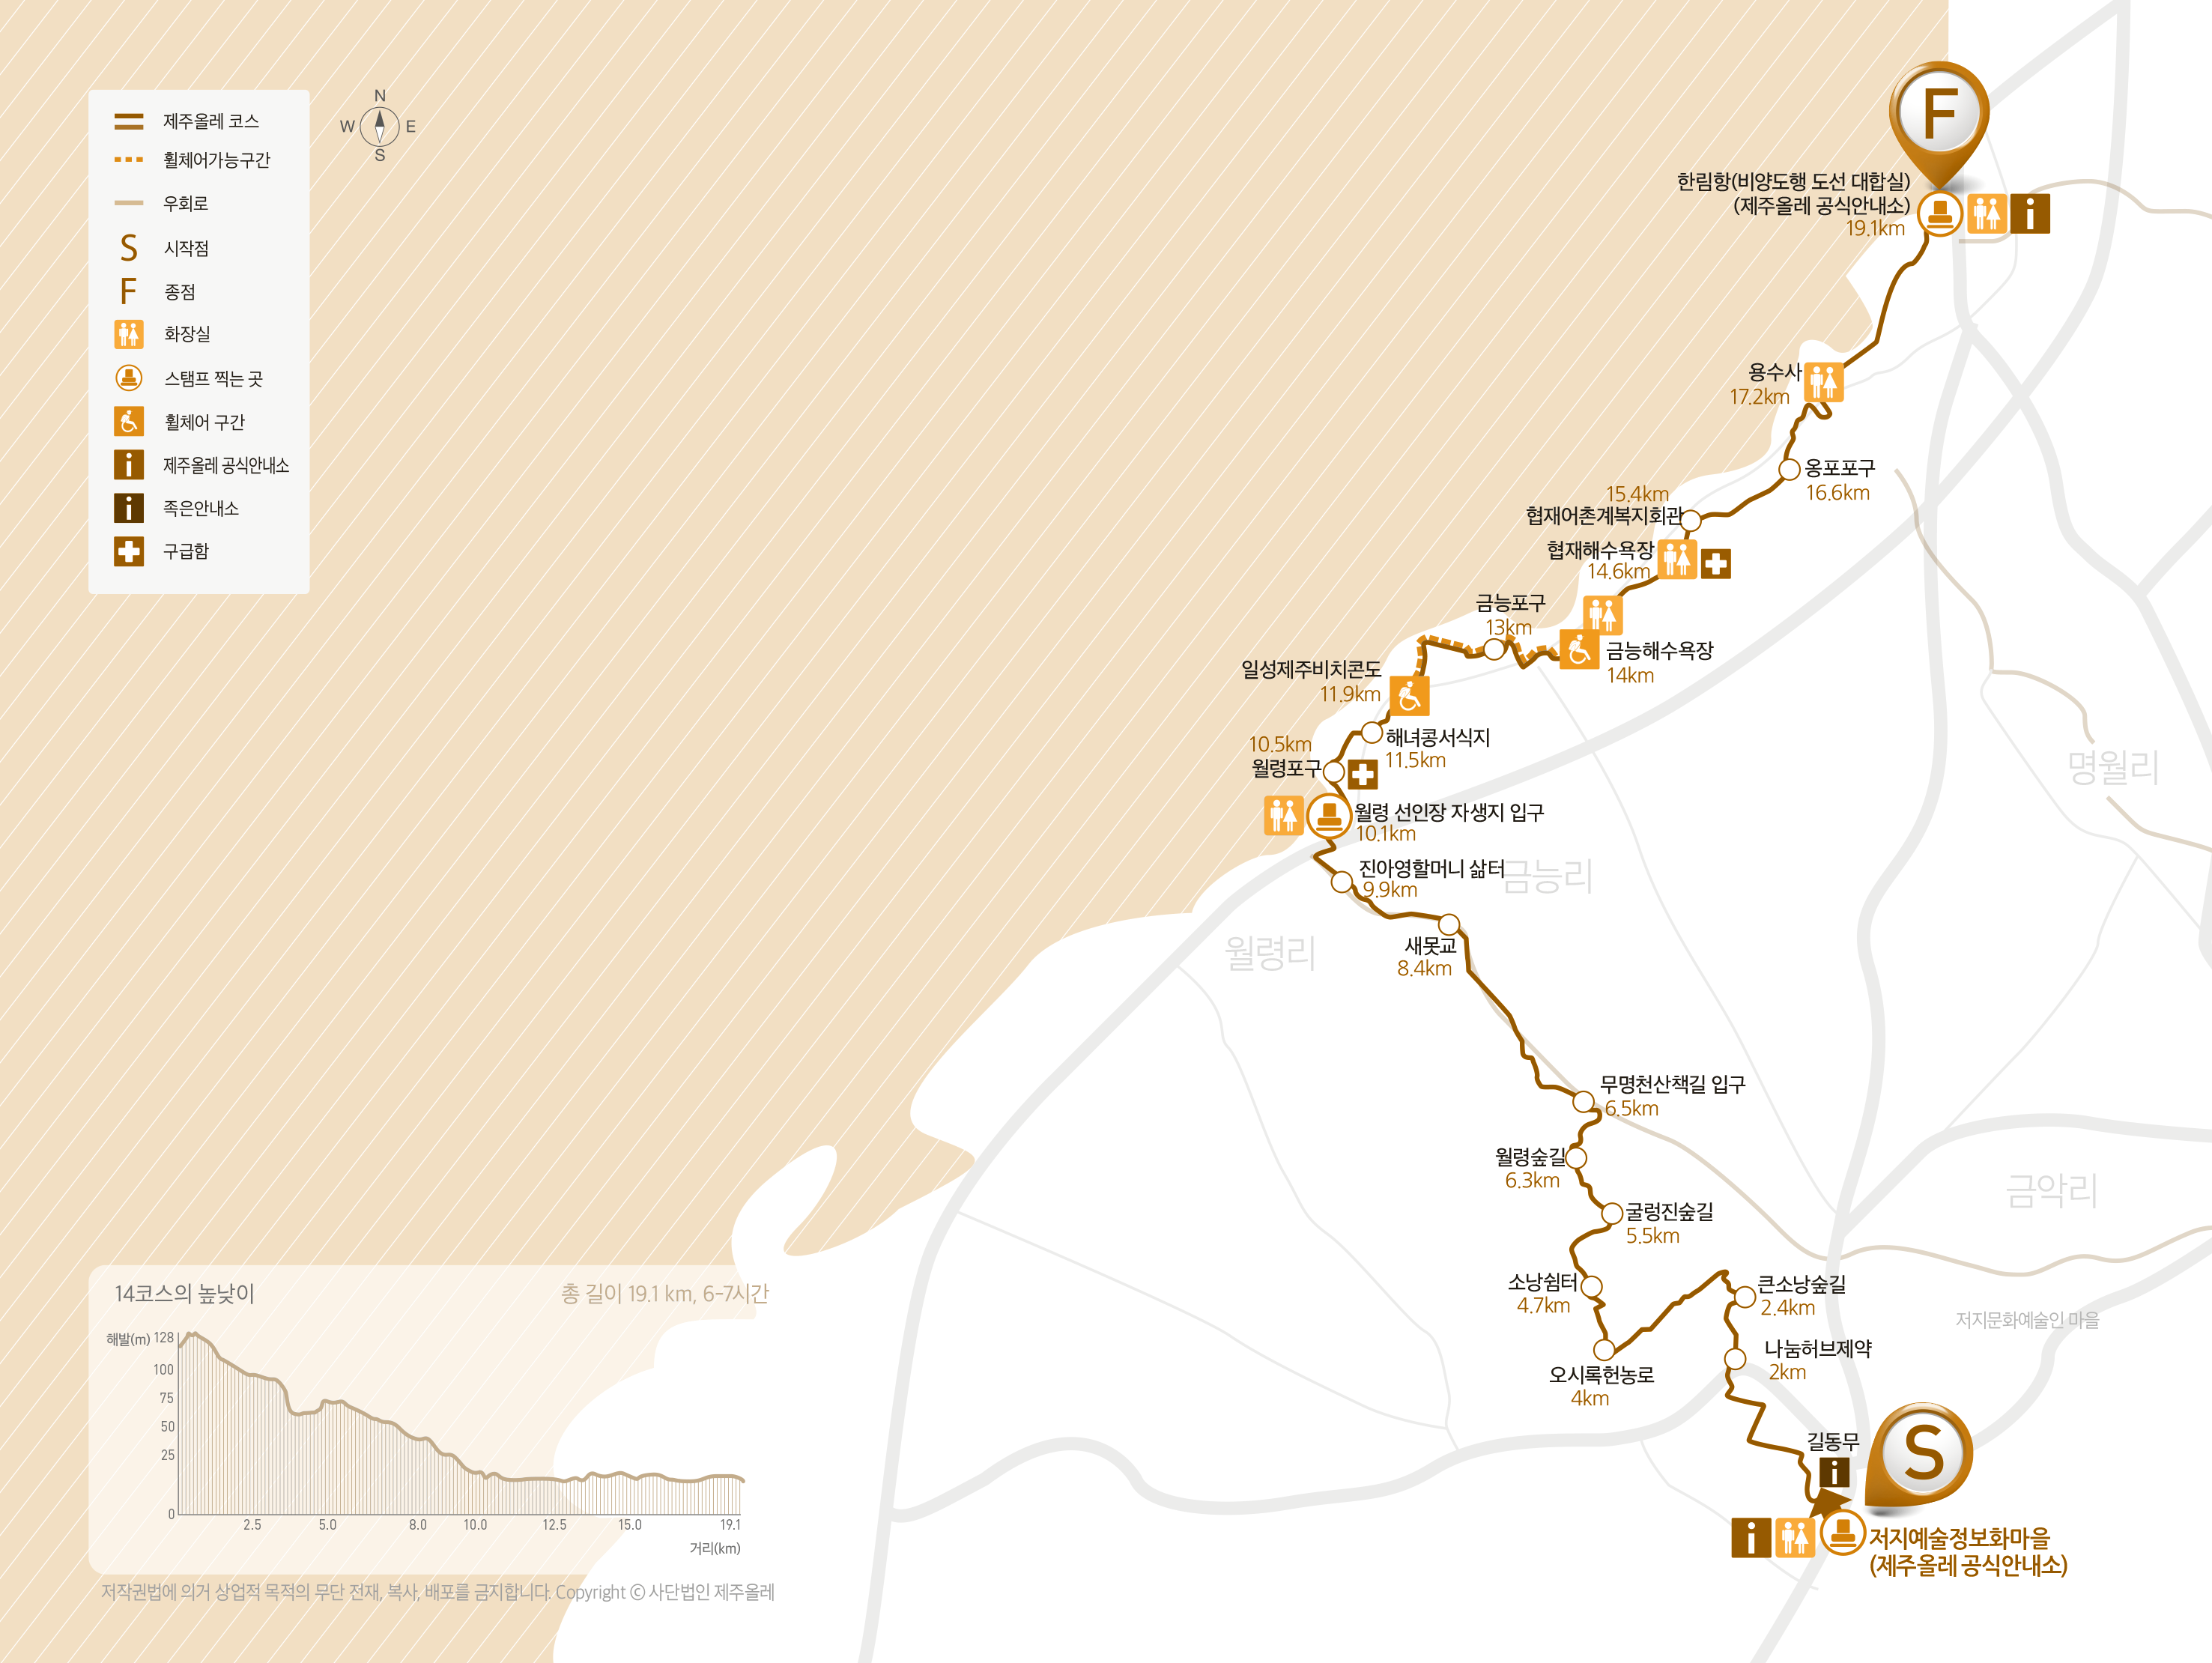 제주올레 코스
휠체어가능구간
우회로
S 시작점
F 종점
화장실
스탬프 찍는 곳
휠체어 구간
i 제주올레 공식안내소
i 족은안내소
구급함
N
W E
S
F
한림항(비양도행 도선 대합실)
(제주올레 공식안내소)
19.1km
i
용수사
17.2km
옹포포구
16.6km
15.4km
협재어촌계복지회관
협재해수욕장
14.6km
금능포구
13km
금능해수욕장
14km
일성제주비치콘도
11.9km
해녀콩서식지
11.5km
10.5km
월령포구
월령 선인장 자생지 입구
10.1km
진아영할머니 삶터
9.9km
새못교
8.4km
무명천산책길 입구
6.5km
월령숲길
6.3km
굴렁진숲길
5.5km
소낭쉼터
4.7km
오시록헌농로
4km
큰소낭숲길
2.4km
나눔허브제약
2km
길동무
i
S
i
저지예술정보화마을
(제주올레 공식안내소)
명월리
금능리
월령리
금악리
저지문화예술인 마을
14코스의 높낮이
총 길이 19.1 km, 6-7시간
해발(m)
128
100
75
50
25
0
2.5 5.0 8.0 10.0 12.5 15.0 19.1
거리(km)
저작권법에 의거 상업적 목적의 무단 전재, 복사, 배포를 금지합니다. Copyright © 사단법인 제주올레